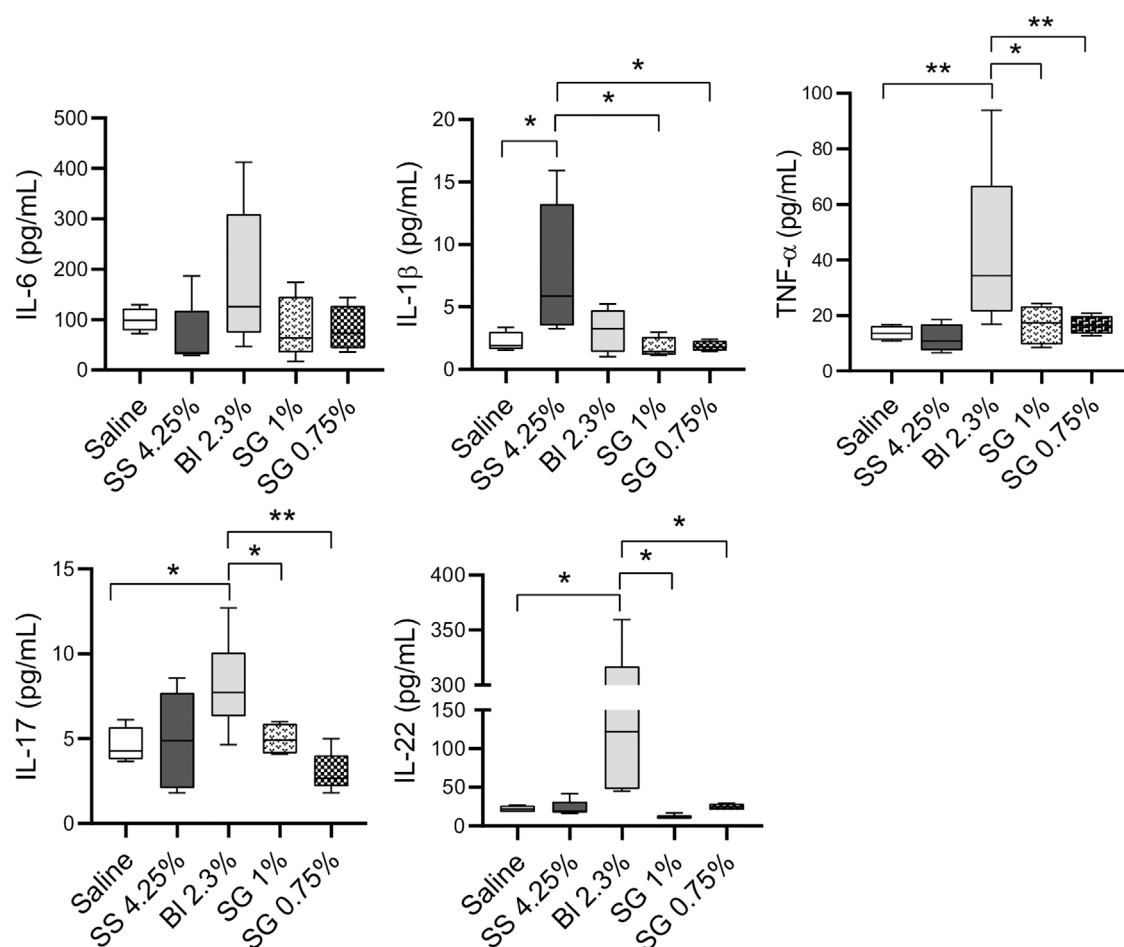 IL-6 (pg/mL)
500
400
300
200
100
0
Saline
SS 4.25%
BI 2.3%
SG 1%
SG 0.75%
IL-1β (pg/mL)
20
15
10
5
0
*
*
*
Saline
SS 4.25%
BI 2.3%
SG 1%
SG 0.75%
TNF-α (pg/mL)
100
80
60
40
20
0
**
*
**
Saline
SS 4.25%
BI 2.3%
SG 1%
SG 0.75%
IL-17 (pg/mL)
15
10
5
0
*
*
**
Saline
SS 4.25%
BI 2.3%
SG 1%
SG 0.75%
IL-22 (pg/mL)
400
350
300
150
100
50
0
*
*
*
Saline
SS 4.25%
BI 2.3%
SG 1%
SG 0.75%